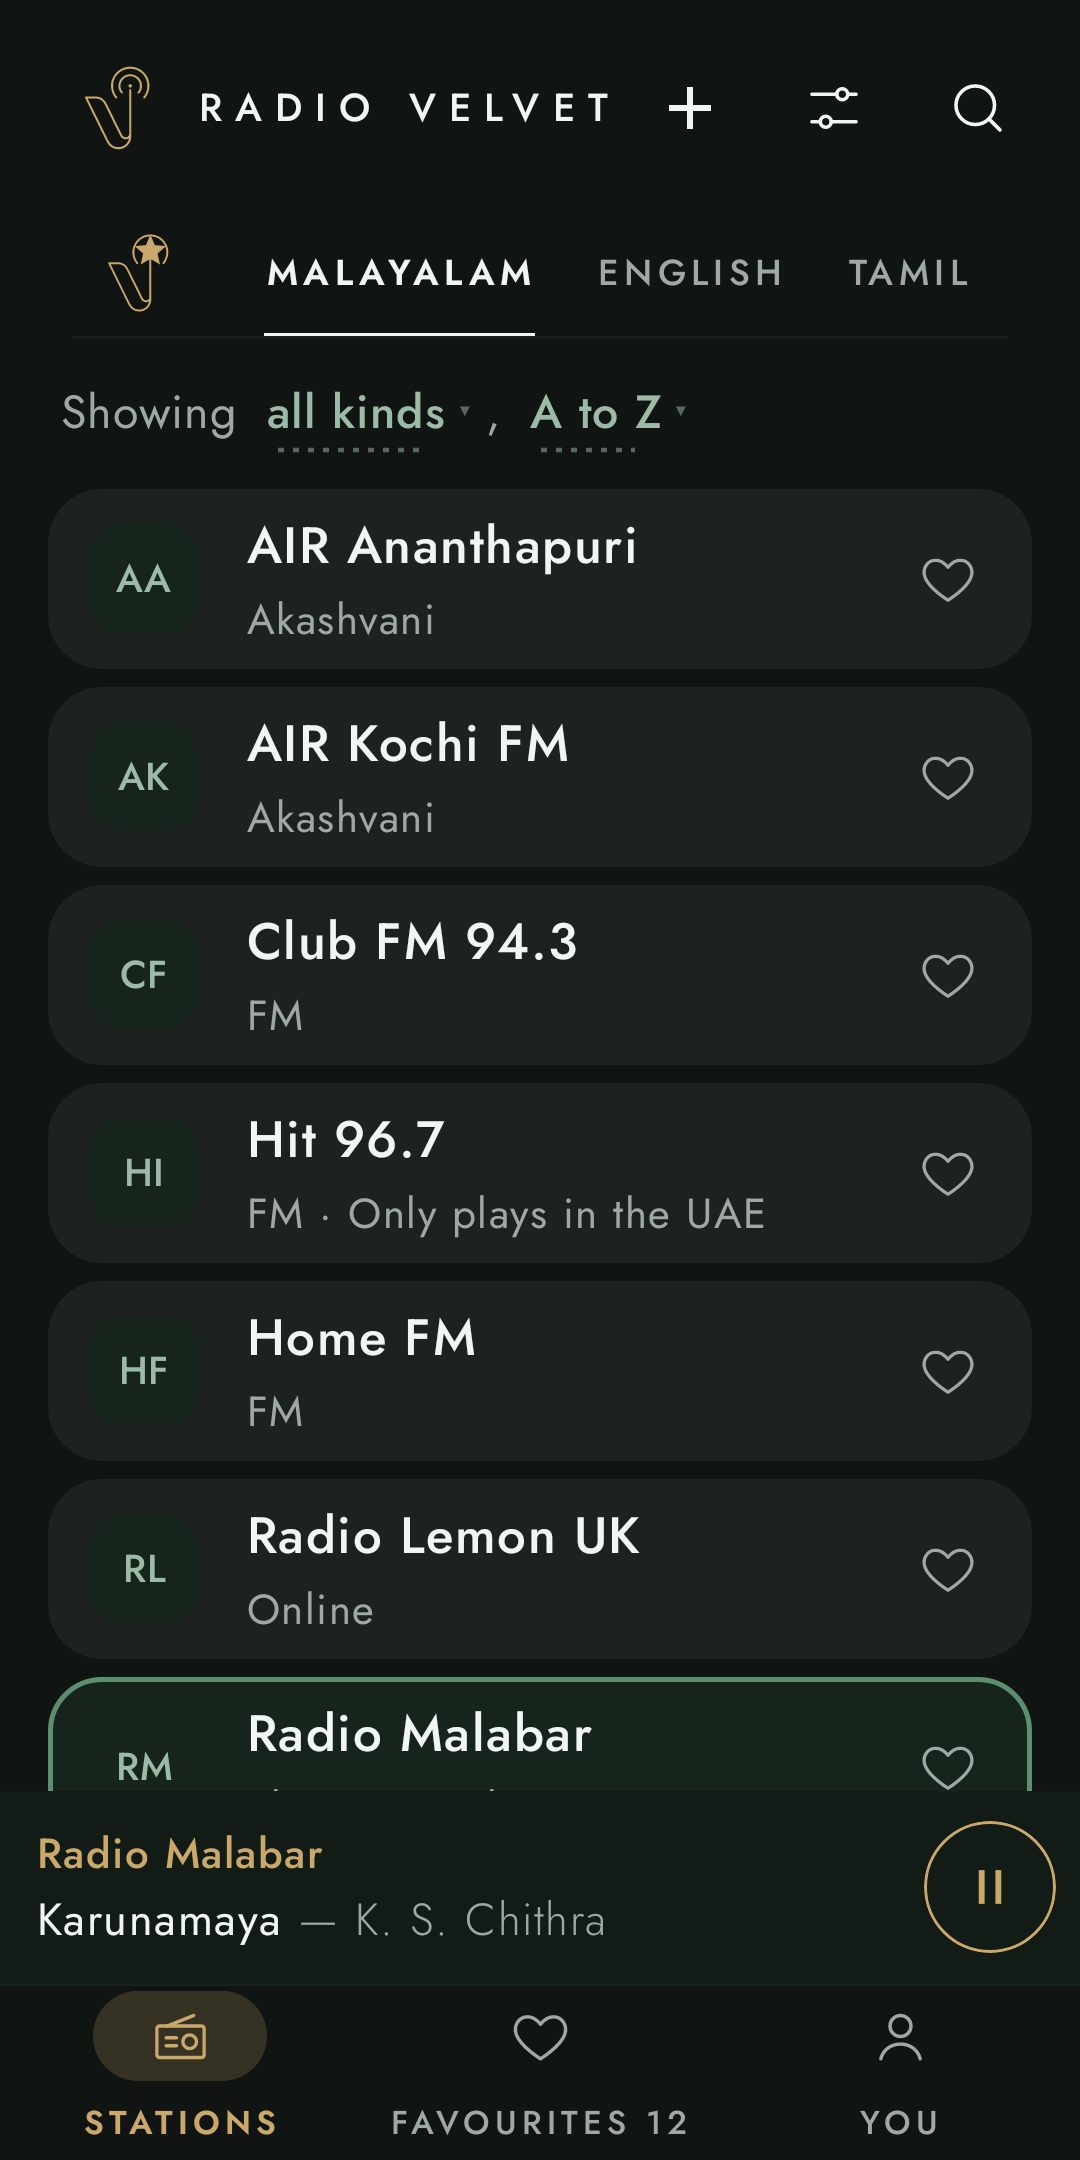 RADIO VELVET
MALAYALAM ENGLISH TAMIL
Showing all kinds ▾ , A to Z ▾
AA
AIR Ananthapuri
Akashvani
AK
AIR Kochi FM
Akashvani
CF
Club FM 94.3
FM
HI
Hit 96.7
FM · Only plays in the UAE
HF
Home FM
FM
RL
Radio Lemon UK
Online
RM
Radio Malabar
Radio Malabar
Karunamaya — K. S. Chithra
STATIONS FAVOURITES 12 YOU